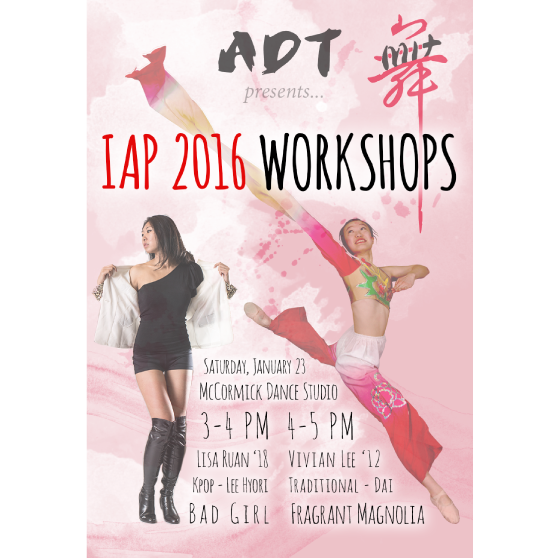 ADT
presents...
舞
mit
IAP 2016 WORKSHOPS
Saturday, January 23
McCormick Dance Studio
3-4 PM
Lisa Ruan '18
Kpop - Lee Hyori
Bad Girl
4-5 PM
Vivian Lee '12
Traditional - Dai
Fragrant Magnolia